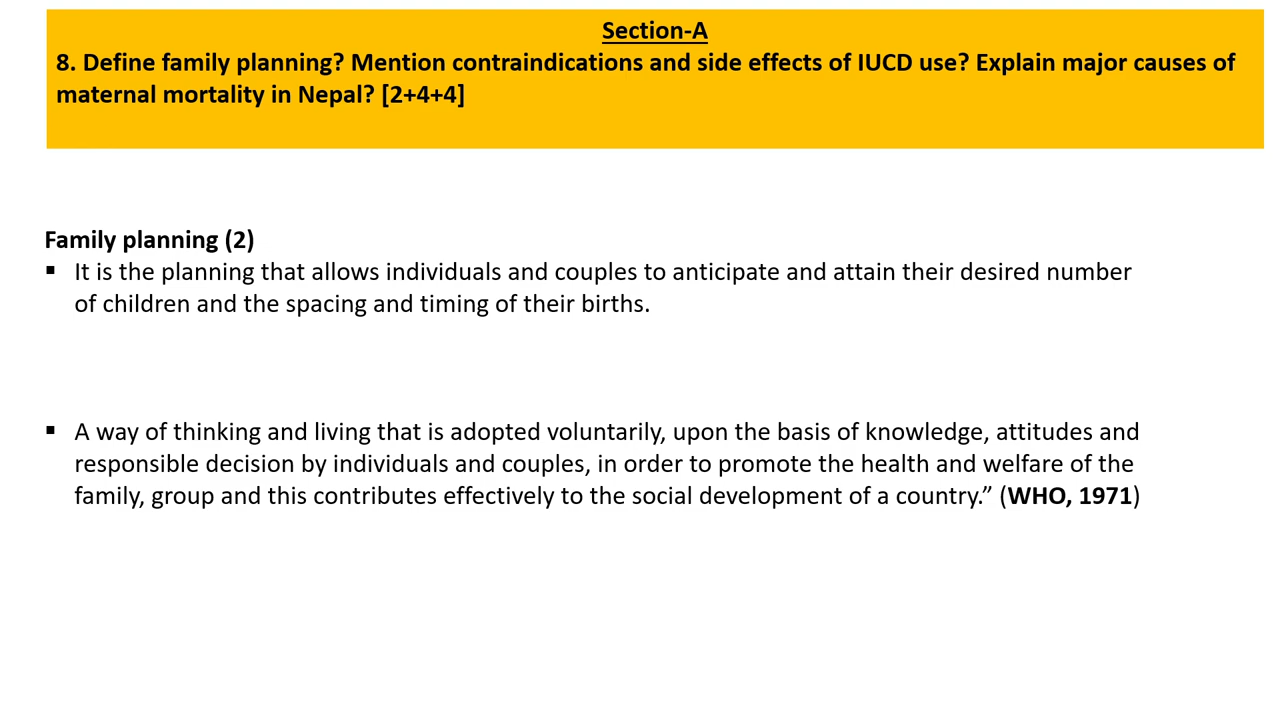 Section-A
8. Define family planning? Mention contraindications and side effects of IUCD use? Explain major causes of
maternal mortality in Nepal? [2+4+4]
Family planning (2)
▪ It is the planning that allows individuals and couples to anticipate and attain their desired number
of children and the spacing and timing of their births.
▪ A way of thinking and living that is adopted voluntarily, upon the basis of knowledge, attitudes and
responsible decision by individuals and couples, in order to promote the health and welfare of the
family, group and this contributes effectively to the social development of a country.” (WHO, 1971)